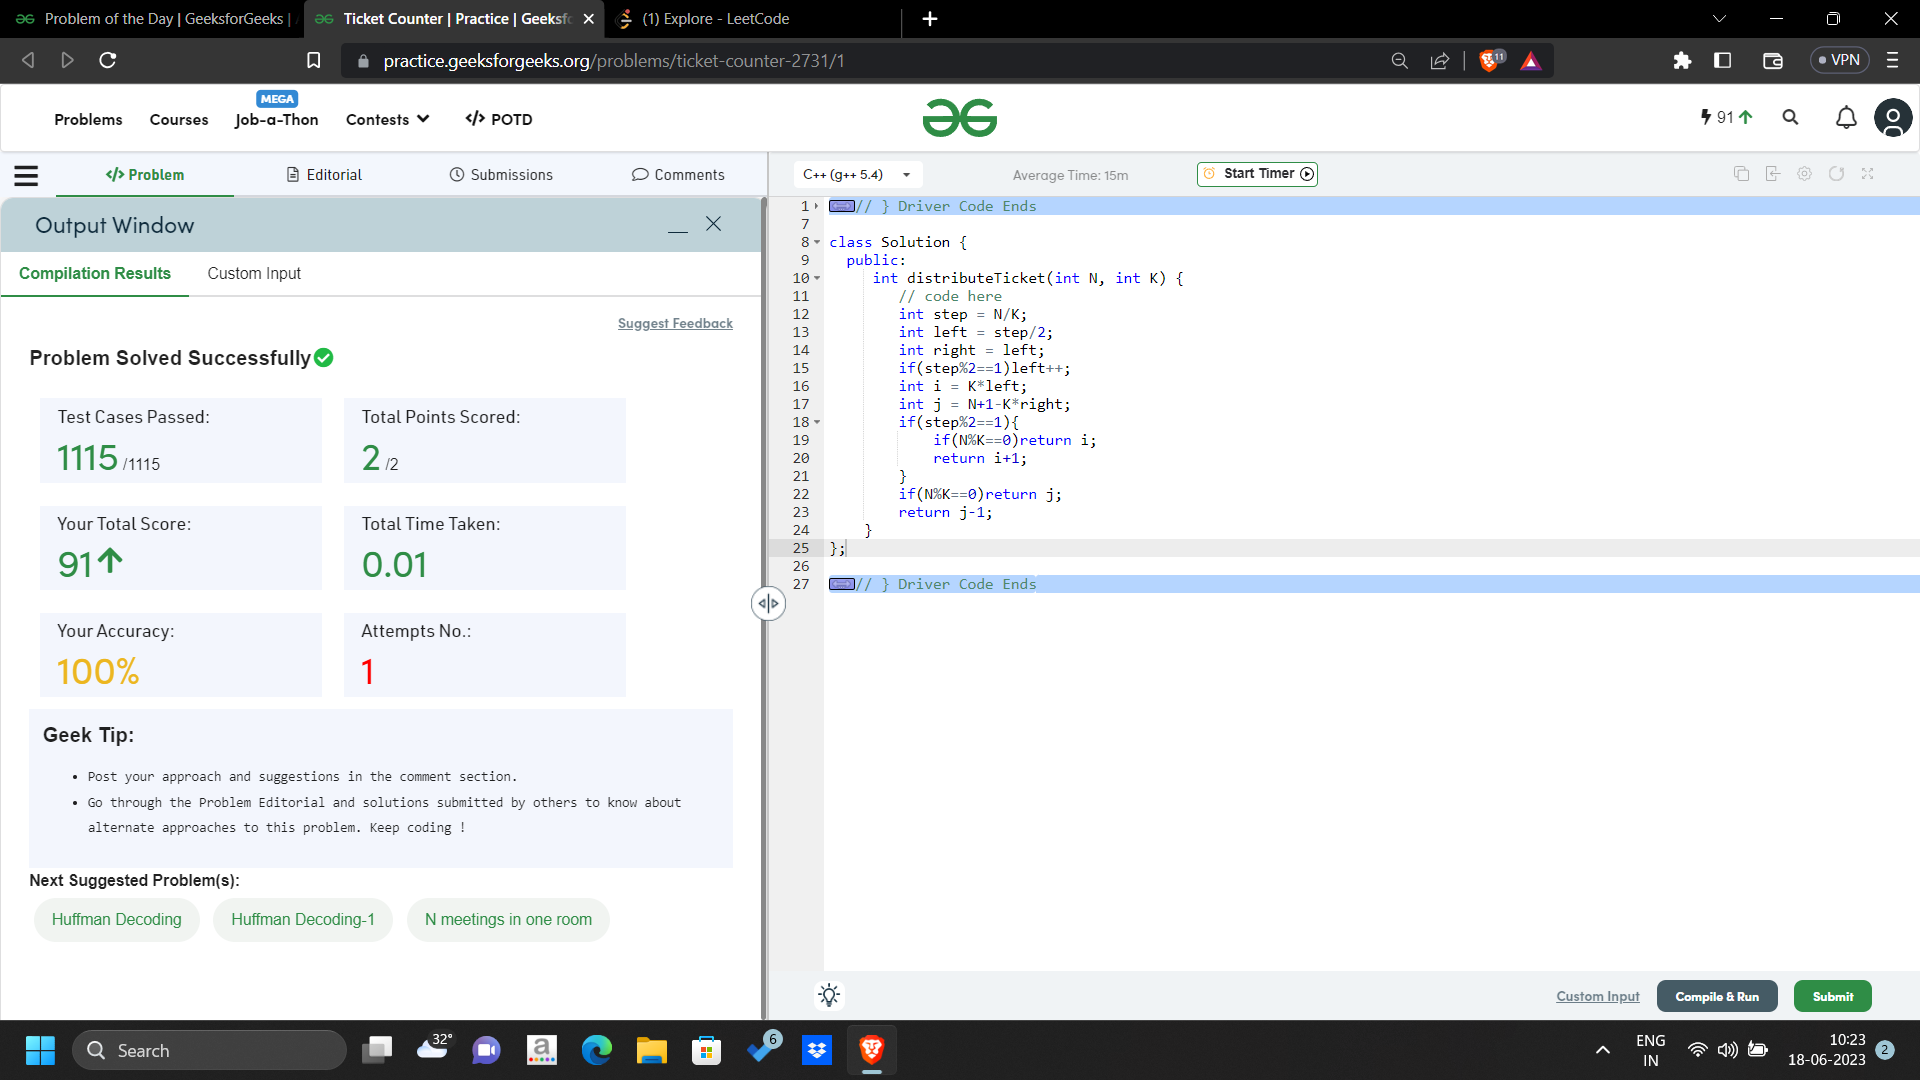 Problem of the Day | GeeksforGeeks |
Ticket Counter | Practice | Geeksfo
(1) Explore - LeetCode
practice.geeksforgeeks.org/problems/ticket-counter-2731/1
11
VPN
Problems
Courses
MEGA
Job-a-Thon
Contests
</> POTD
91
</> Problem
Editorial
Submissions
Comments
C++ (g++ 5.4)
Average Time: 15m
Start Timer
Output Window
Compilation Results
Custom Input
Suggest Feedback
Problem Solved Successfully
Test Cases Passed:
1115 /1115
Total Points Scored:
2 /2
Your Total Score:
91
Total Time Taken:
0.01
Your Accuracy:
100%
Attempts No.:
1
Geek Tip:
• Post your approach and suggestions in the comment section.
• Go through the Problem Editorial and solutions submitted by others to know about
alternate approaches to this problem. Keep coding !
Next Suggested Problem(s):
Huffman Decoding
Huffman Decoding-1
N meetings in one room
1 // } Driver Code Ends
7
8 class Solution {
9 public:
10 int distributeTicket(int N, int K) {
11 // code here
12 int step = N/K;
13 int left = step/2;
14 int right = left;
15 if(step%2==1)left++;
16 int i = K*left;
17 int j = N+1-K*right;
18 if(step%2==1){
19 if(N%K==0)return i;
20 return i+1;
21 }
22 if(N%K==0)return j;
23 return j-1;
24 }
25 };
26
27 // } Driver Code Ends
Custom Input
Compile & Run
Submit
Search
32°
a
6
ENG
IN
10:23
18-06-2023
2